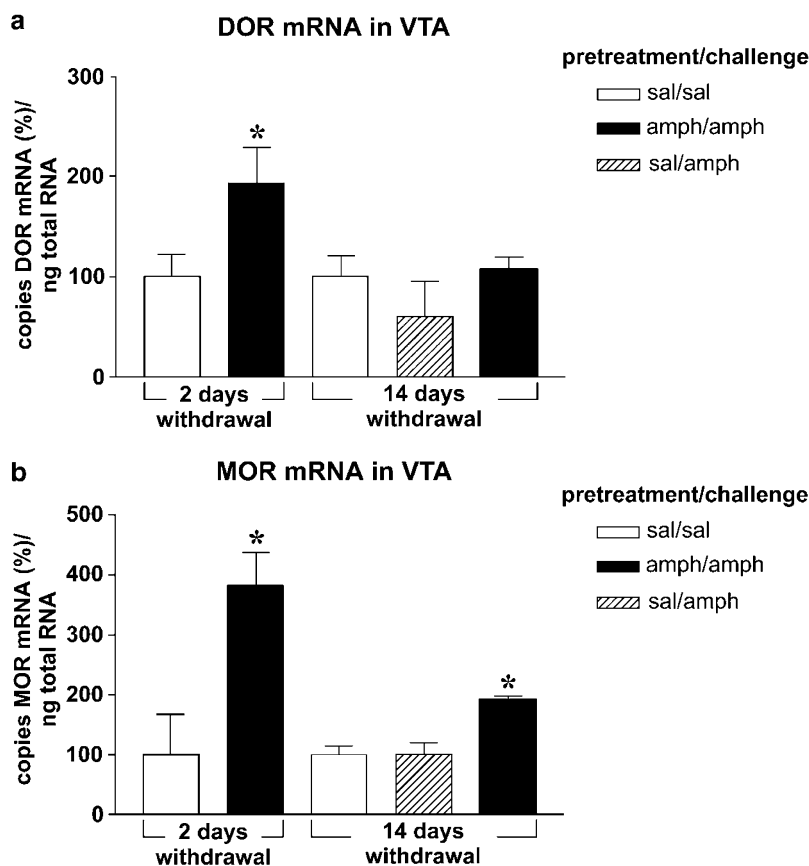 a
DOR mRNA in VTA
copies DOR mRNA (%)/
ng total RNA
300
200
100
0
*
2 days
withdrawal
14 days
withdrawal
pretreatment/challenge
sal/sal
amph/amph
sal/amph
b
MOR mRNA in VTA
copies MOR mRNA (%)/
ng total RNA
500
400
300
200
100
0
*
*
2 days
withdrawal
14 days
withdrawal
pretreatment/challenge
sal/sal
amph/amph
sal/amph